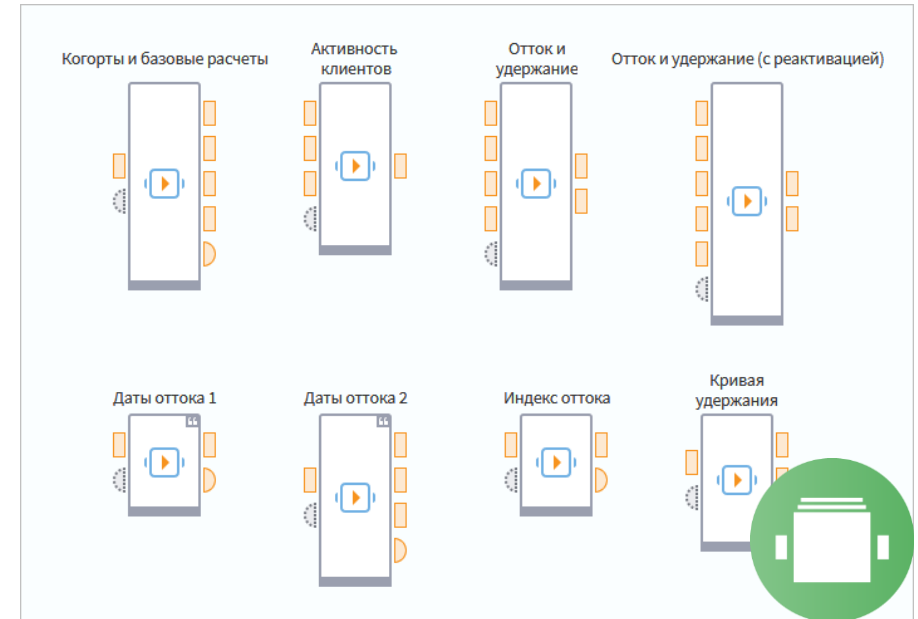 Когорты и базовые расчеты
Активность
клиентов
Отток и
удержание
Отток и удержание (с реактивацией)
Даты оттока 1
Даты оттока 2
Индекс оттока
Кривая
удержания